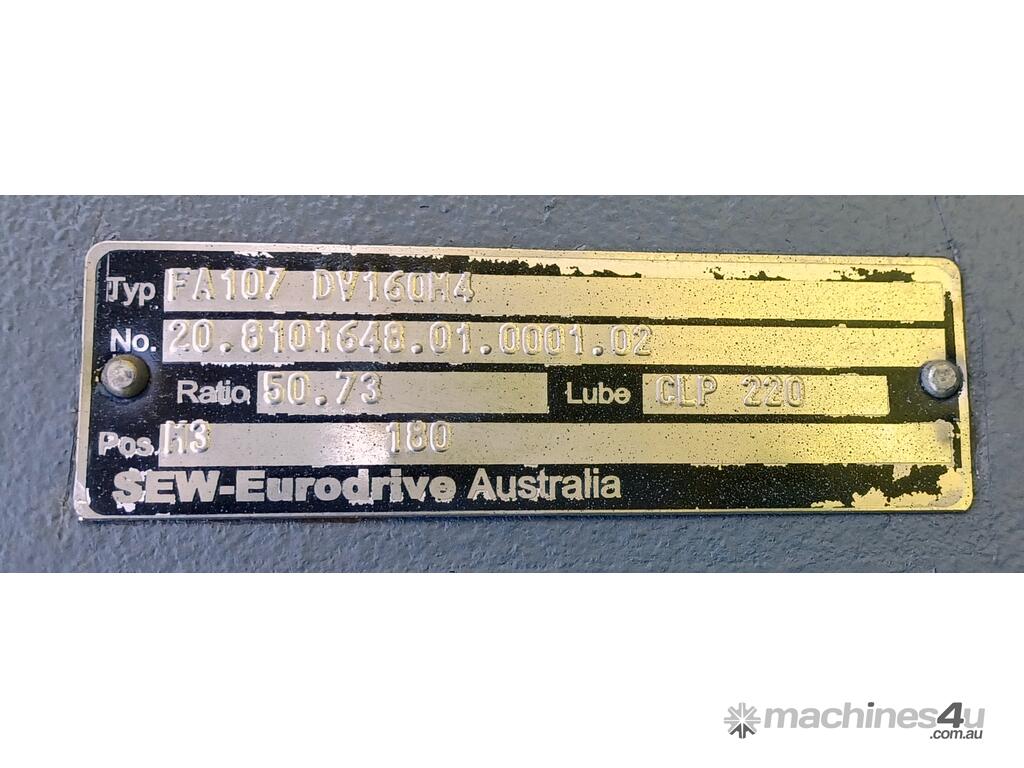 Typ FA107 DV160M4
No. 20.8101648.01.0001.02
Ratio 50.73 Lube CLP 220
Pos. M3 180
SEW-Eurodrive Australia
machines4u
.com.au